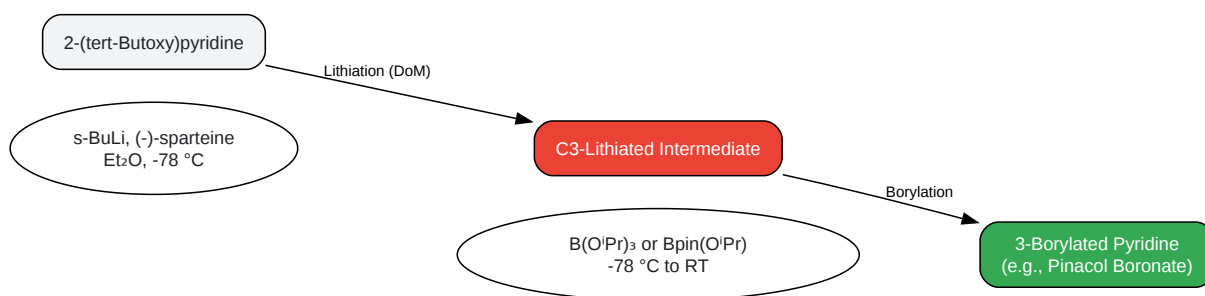 2-(tert-Butoxy)pyridine
Lithiation (DoM)
s-BuLi, (-)-sparteine
Et₂O, -78 °C
C3-Lithiated Intermediate
Borylation
B(OⁱPr)₃ or Bpin(OⁱPr)
-78 °C to RT
3-Borylated Pyridine
(e.g., Pinacol Boronate)